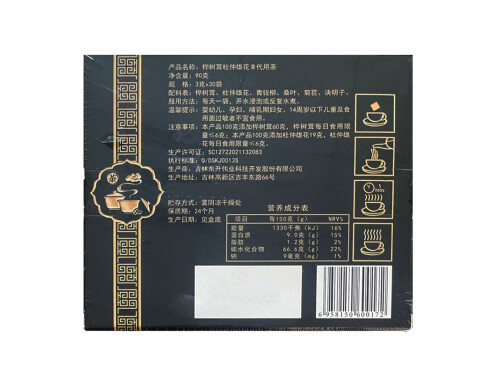 产品名称：桦树茸杜仲雄花®代用茶
净含量：90克
规 格：3克×30袋
配料表：桦树茸、杜仲雄花、青钱柳、桑叶、菊苣、决明子、
服用方法：每天一袋，开水浸泡或反复水煮。
温馨提示：婴幼儿、孕妇、哺乳期妇女、14周岁以下儿童及食
用菌过敏者不宜食用。
注意事项：本产品100克添加桦树茸60克，桦树茸每日食用限
量≤6克；本产品100克添加杜仲雄花19克，杜仲雄
花每日食用限量≤6克。
生产许可证：SC12722021132083
执行标准：Q/DSKJ0013S
生产商：吉林东升伟业科技开发股份有限公司
生产地址：吉林高新区吉丰东路66号
贮存方式：置阴凉干燥处
保质期：24个月
生产日期：见盒底
营养成分表
项目 每100克(g) NRV%
能量 1330千焦(kJ) 16%
蛋白质 9.0克(g) 15%
脂肪 1.2克(g) 2%
碳水化合物 66.6克(g) 22%
钠 9毫克(mg) 1%
5
Min
6 958150 600172